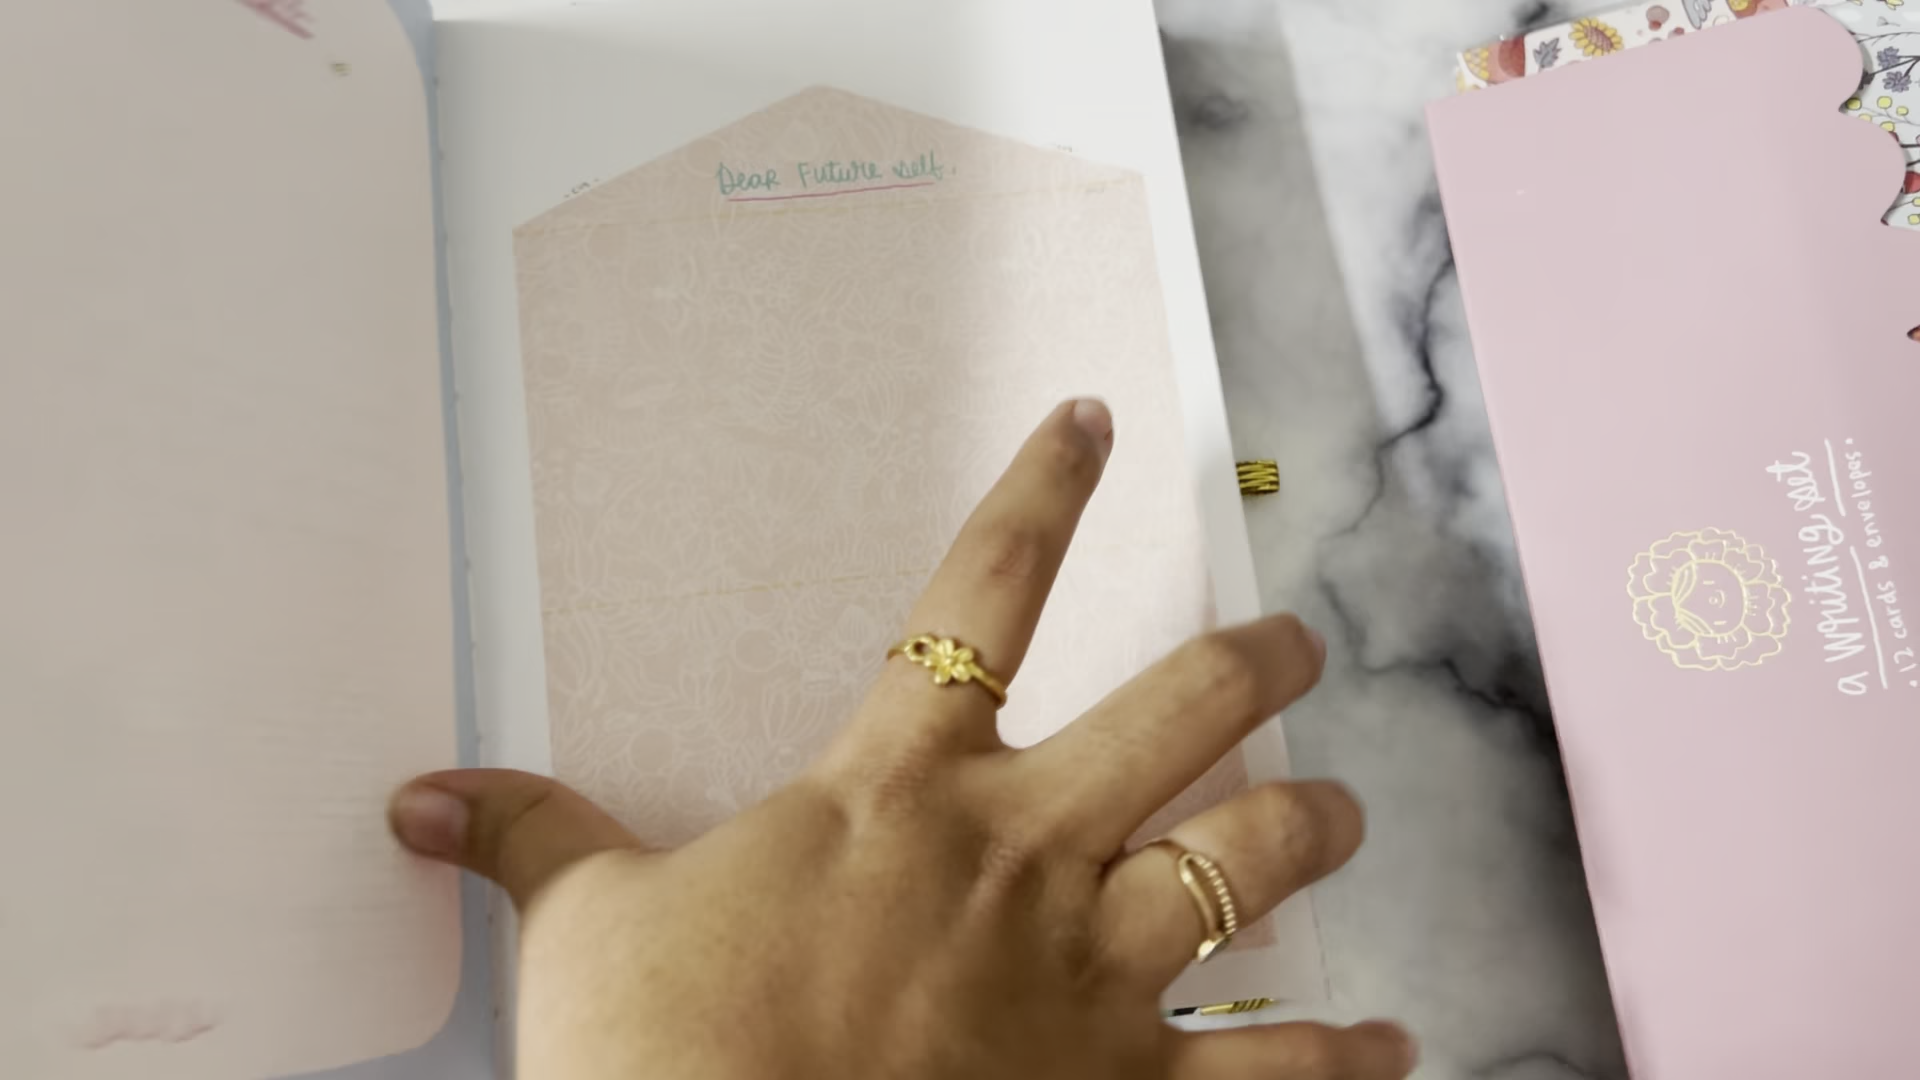 Dear Future self.
a writing set
.12 cards & envelopes.